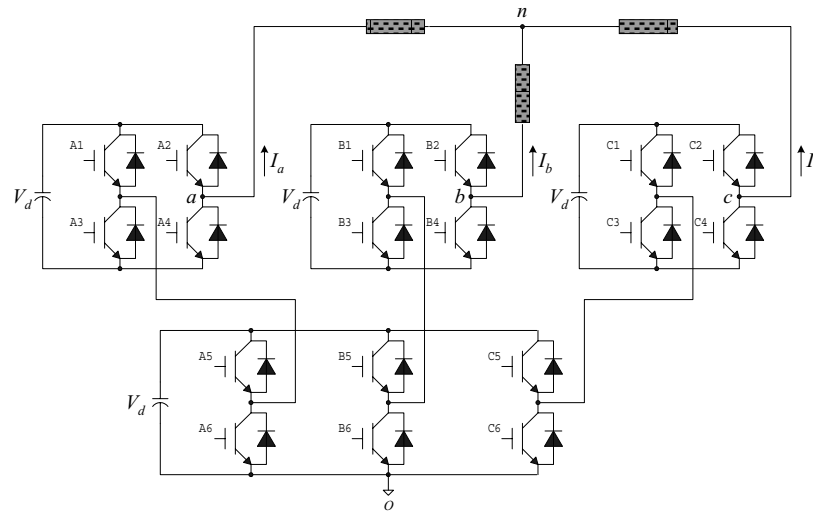 n
A1 A2 I_a B1 B2 I_b C1 C2 I
V_d a V_d b V_d c
A3 A4 B3 B4 C3 C4
A5 B5 C5
V_d
A6 B6 C6
o